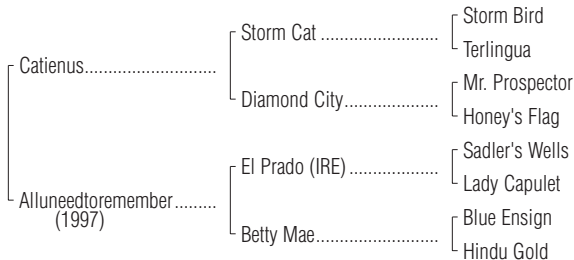 Storm Bird
Storm Cat ........................
Terlingua
Catienus...........................
Mr. Prospector
Diamond City...................
Honey's Flag
Sadler's Wells
El Prado (IRE) ..................
Lady Capulet
Alluneedtoremember.........
(1997)
Blue Ensign
Betty Mae.........................
Hindu Gold